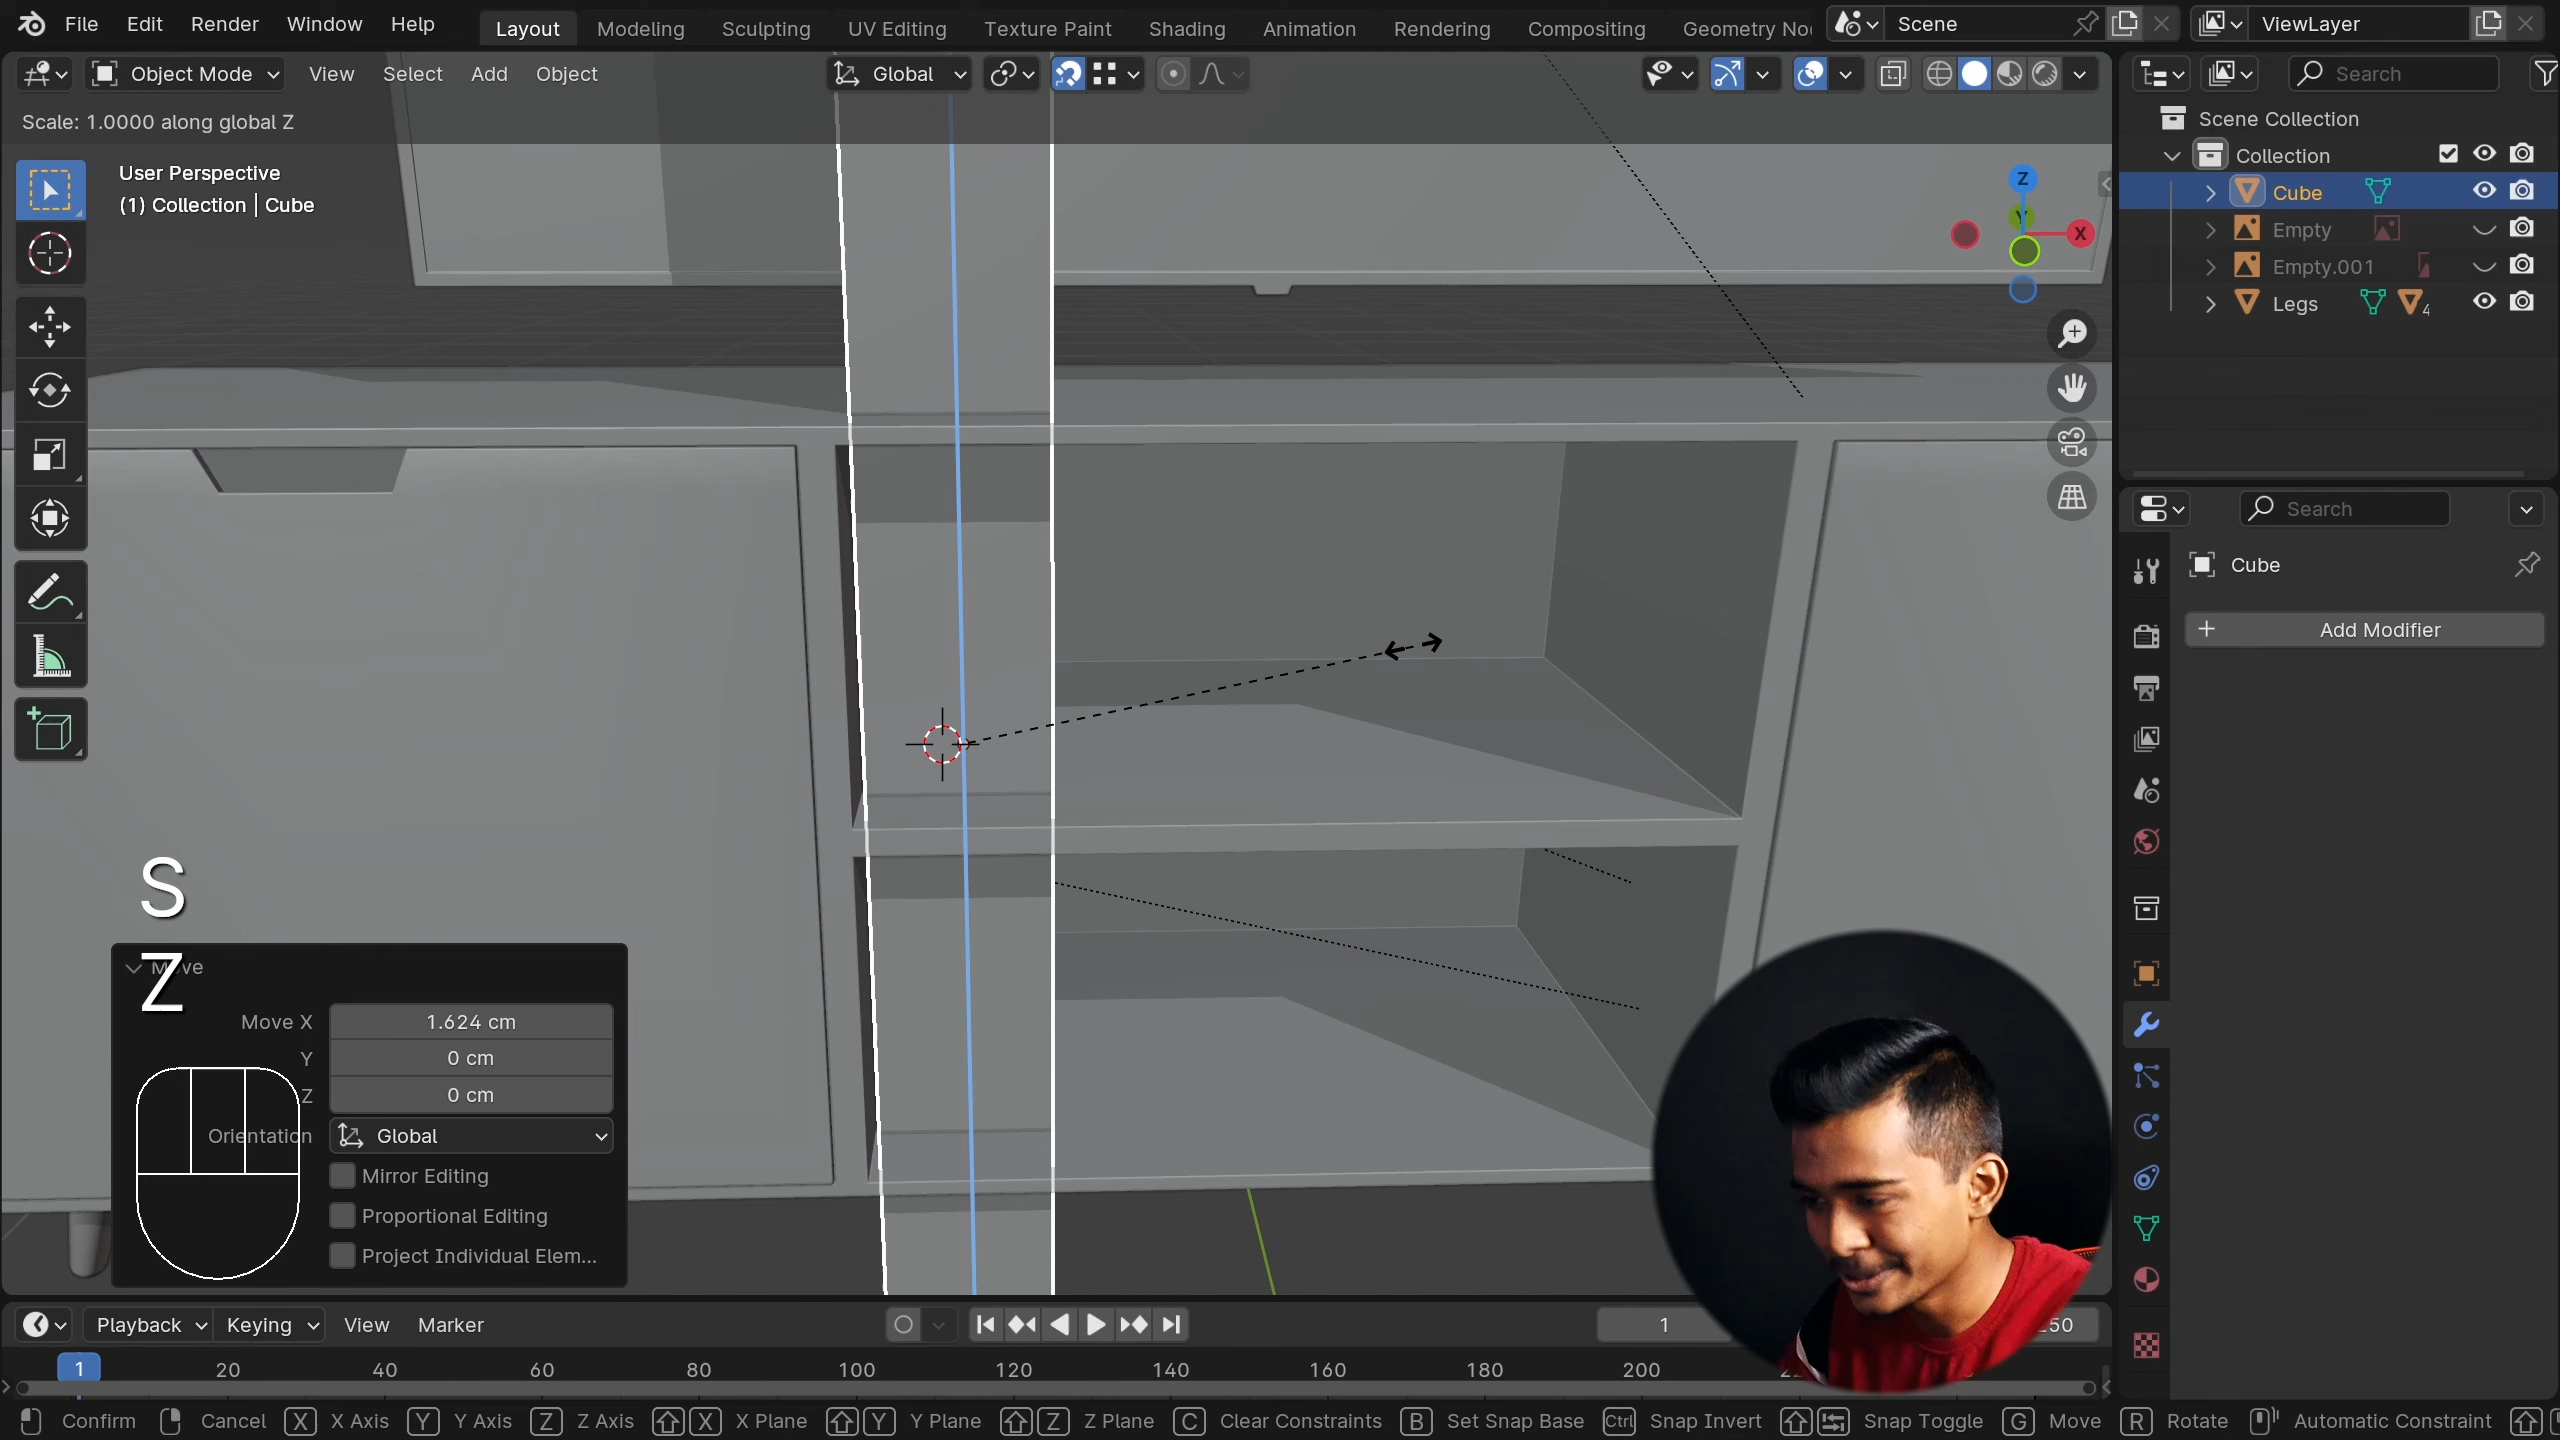 File Edit Render Window Help Layout Modeling Sculpting UV Editing Texture Paint Shading Animation Rendering Compositing Geometry No Scene ViewLayer
Object Mode View Select Add Object Global Search
Scale: 1.0000 along global Z
Scene Collection
User Perspective
(1) Collection | Cube
Collection
Cube
Empty
Empty.001
Legs 4
Z
Y
X
Search
Cube
Add Modifier
S
Z
Move
Move X 1.624 cm
Y 0 cm
Z 0 cm
Orientation Global
Mirror Editing
Proportional Editing
Project Individual Elem...
Playback Keying View Marker 1 50
1 20 40 60 80 100 120 140 160 180 200
Confirm Cancel X X Axis Y Y Axis Z Z Axis X X Plane Y Y Plane Z Z Plane C Clear Constraints B Set Snap Base Ctrl Snap Invert Snap Toggle G Move R Rotate Automatic Constraint